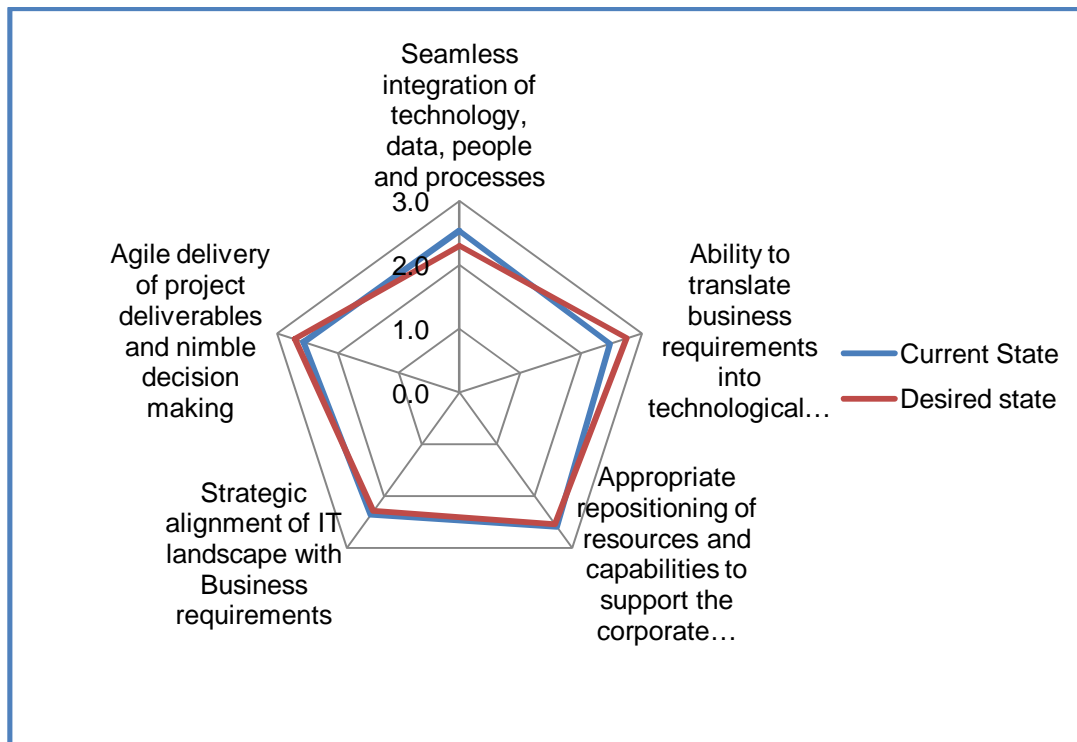 Seamless
integration of
technology,
data, people
and processes
3.0
2.0
1.0
0.0
Ability to
translate
business
requirements
into
technological…
Appropriate
repositioning of
resources and
capabilities to
support the
corporate…
Strategic
alignment of IT
landscape with
Business
requirements
Agile delivery
of project
deliverables
and nimble
decision
making
Current State
Desired state